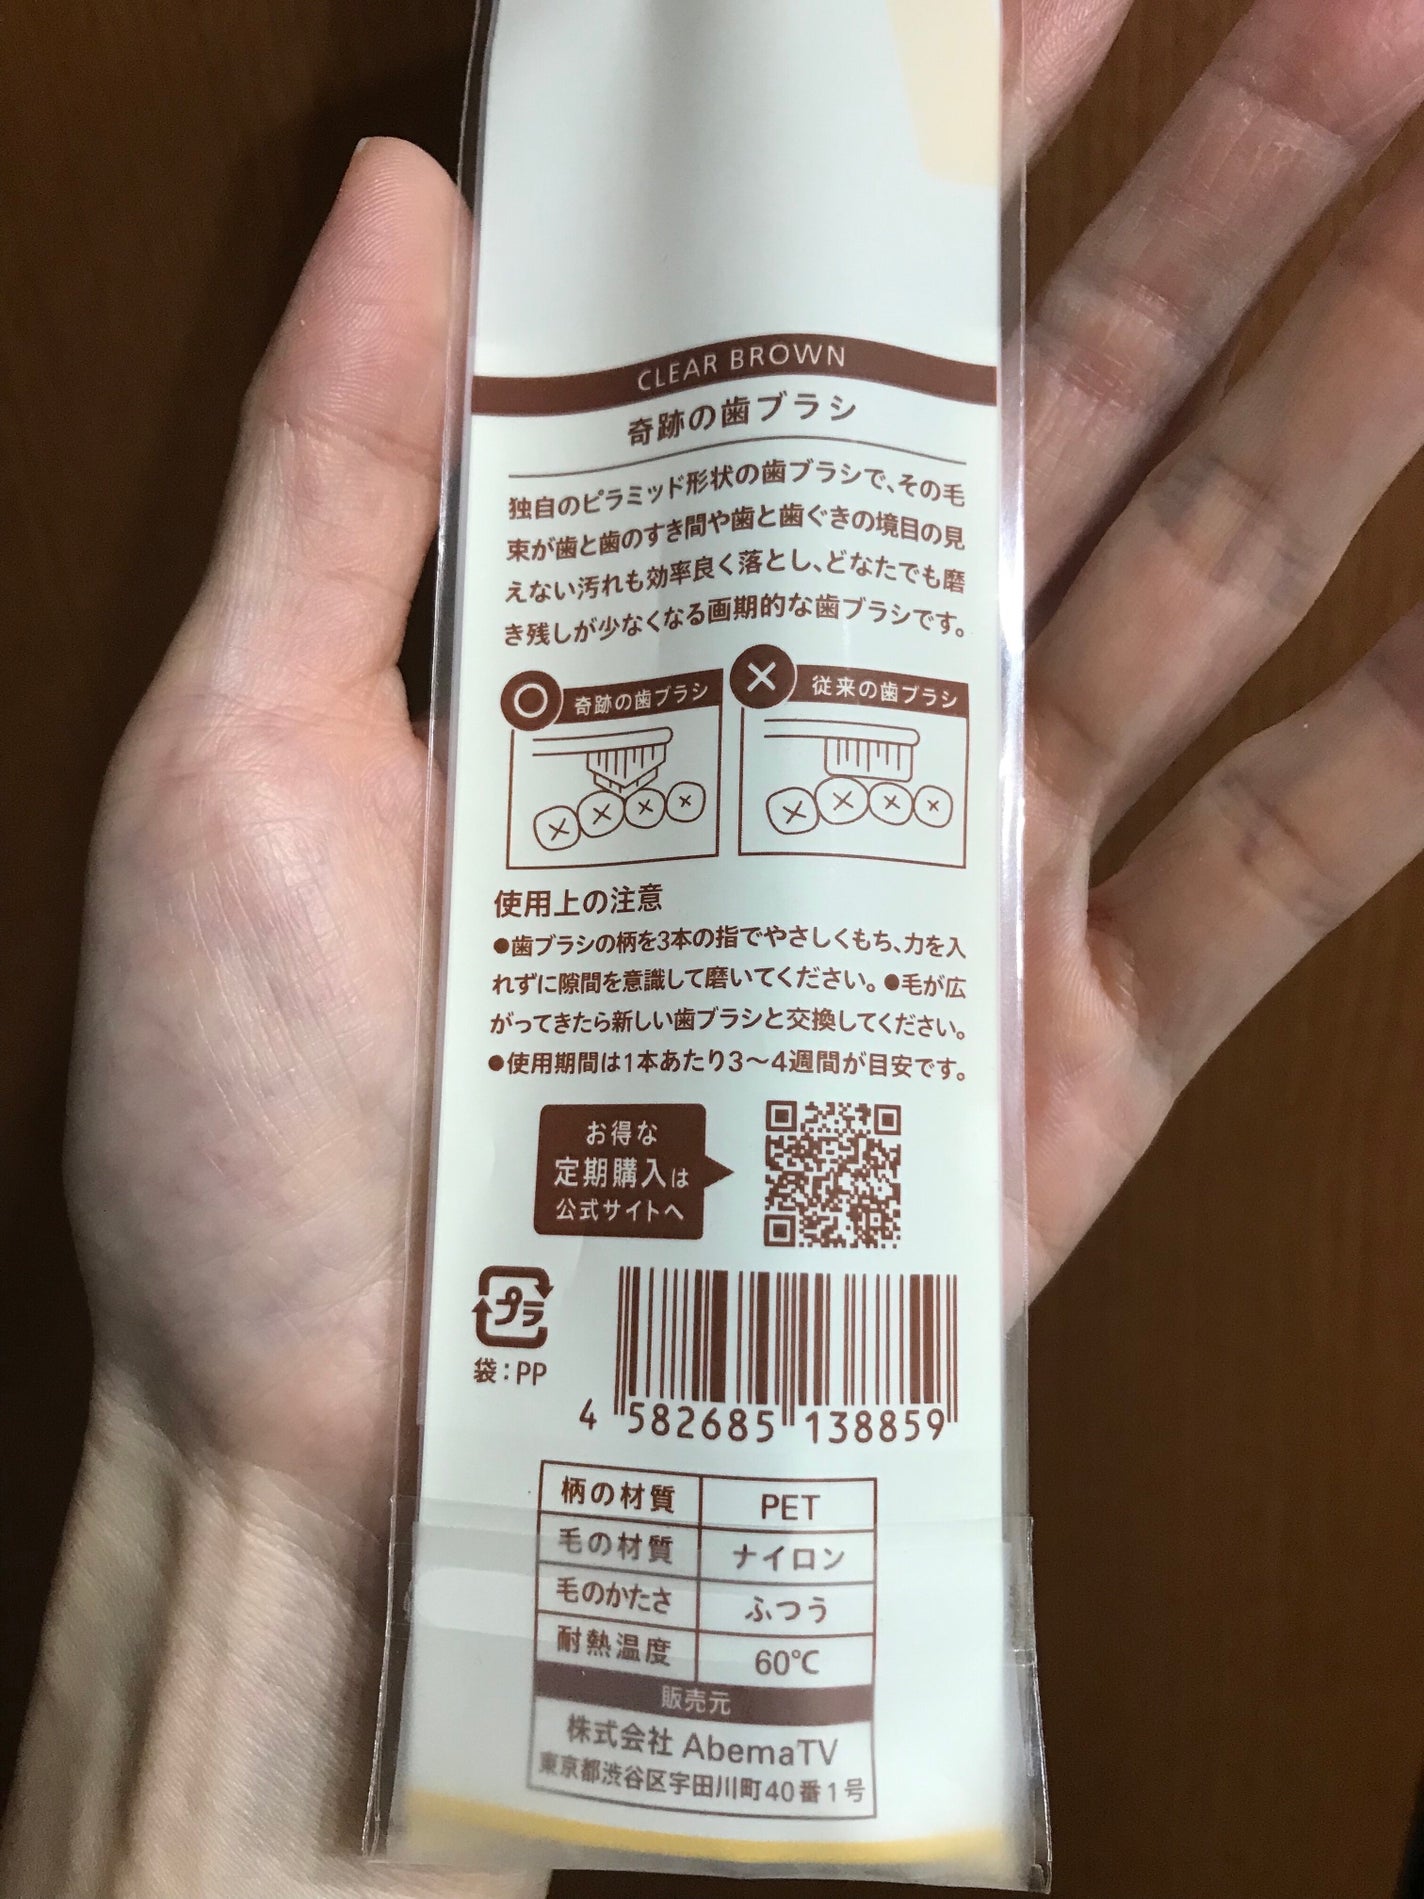 CLEAR BROWN
奇跡の歯ブラシ
独自のピラミッド形状の歯ブラシで、その毛
束が歯と歯のすき間や歯と歯ぐきの境目の見
えない汚れも効率良く落とし、どなたでも磨
き残しが少なくなる画期的な歯ブラシです。
奇跡の歯ブラシ
従来の歯ブラシ
使用上の注意
●歯ブラシの柄を3本の指でやさしくもち、力を入
れずに隙間を意識して磨いてください。●毛が広
がってきたら新しい歯ブラシと交換してください。
●使用期間は1本あたり3〜4週間が目安です。
お得な
定期購入は
公式サイトへ
プラ
袋：PP
4 582685 138859
柄の材質 PET
毛の材質 ナイロン
毛のかたさ ふつう
耐熱温度 60℃
販売元
株式会社 AbemaTV
東京都渋谷区宇田川町40番1号